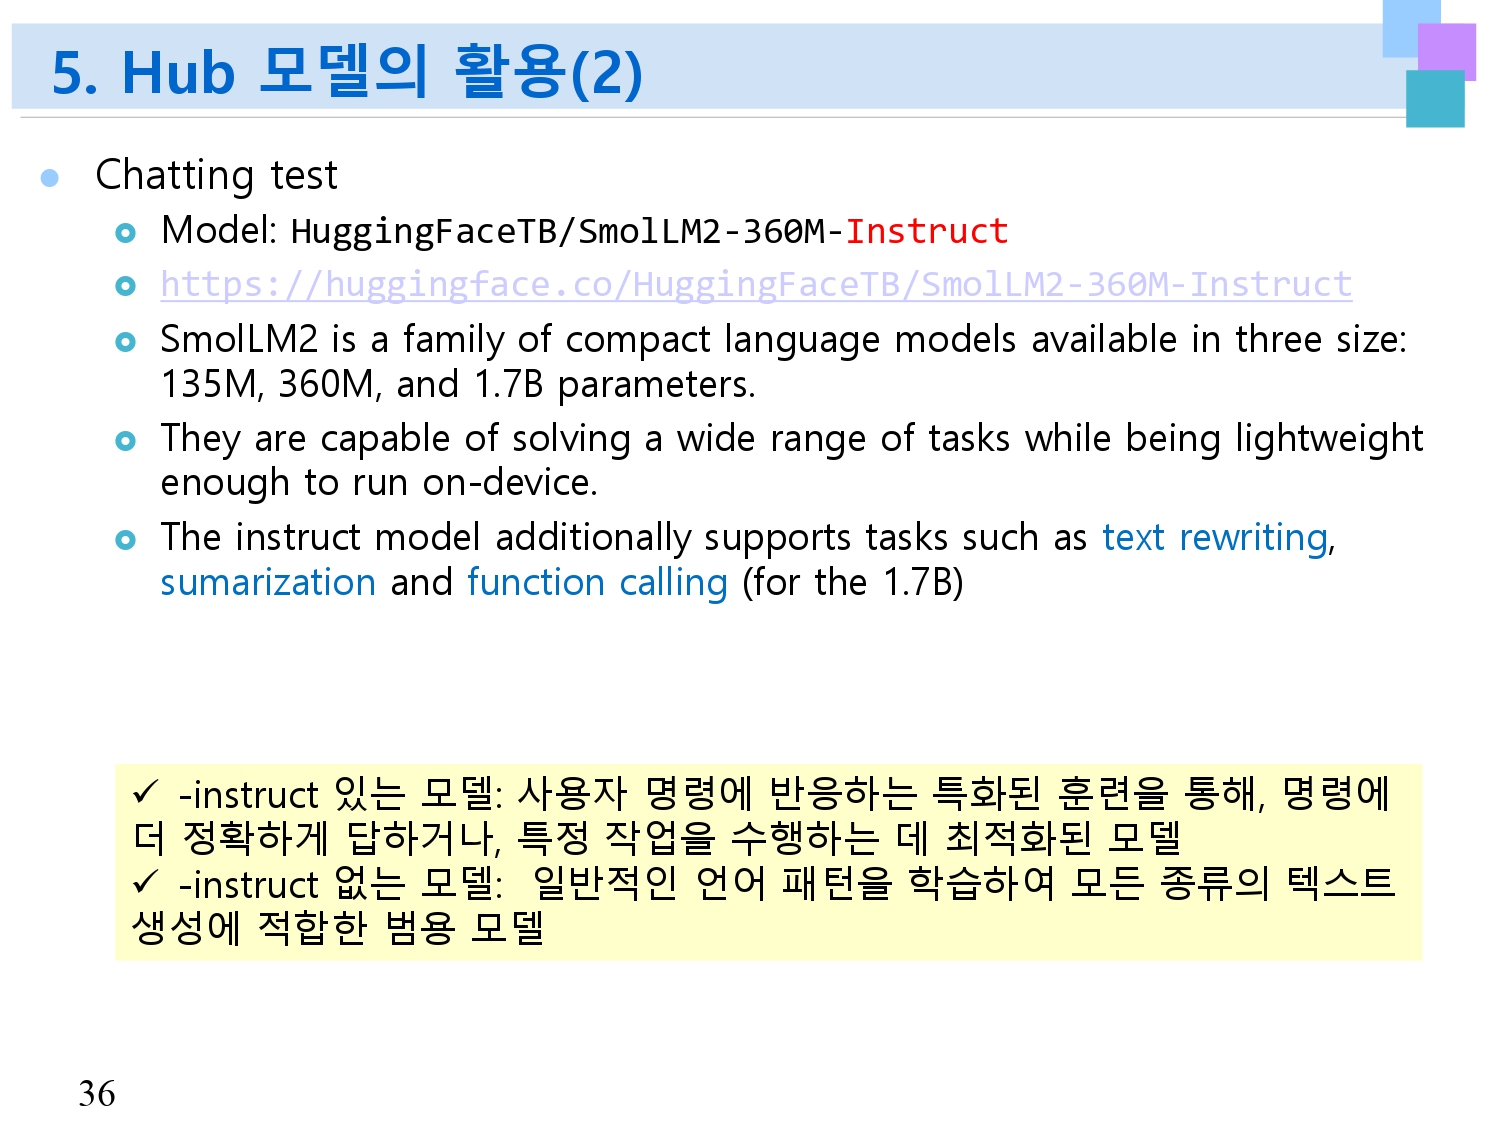 5. Hub 모델의 활용(2)
Chatting test
Model: HuggingFaceTB/SmolLM2-360M-Instruct
https://huggingface.co/HuggingFaceTB/SmolLM2-360M-Instruct
SmolLM2 is a family of compact language models available in three size:
135M, 360M, and 1.7B parameters.
They are capable of solving a wide range of tasks while being lightweight
enough to run on-device.
The instruct model additionally supports tasks such as text rewriting,
sumarization and function calling (for the 1.7B)
✓ -instruct 있는 모델: 사용자 명령에 반응하는 특화된 훈련을 통해, 명령에
더 정확하게 답하거나, 특정 작업을 수행하는 데 최적화된 모델
✓ -instruct 없는 모델: 일반적인 언어 패턴을 학습하여 모든 종류의 텍스트
생성에 적합한 범용 모델
36